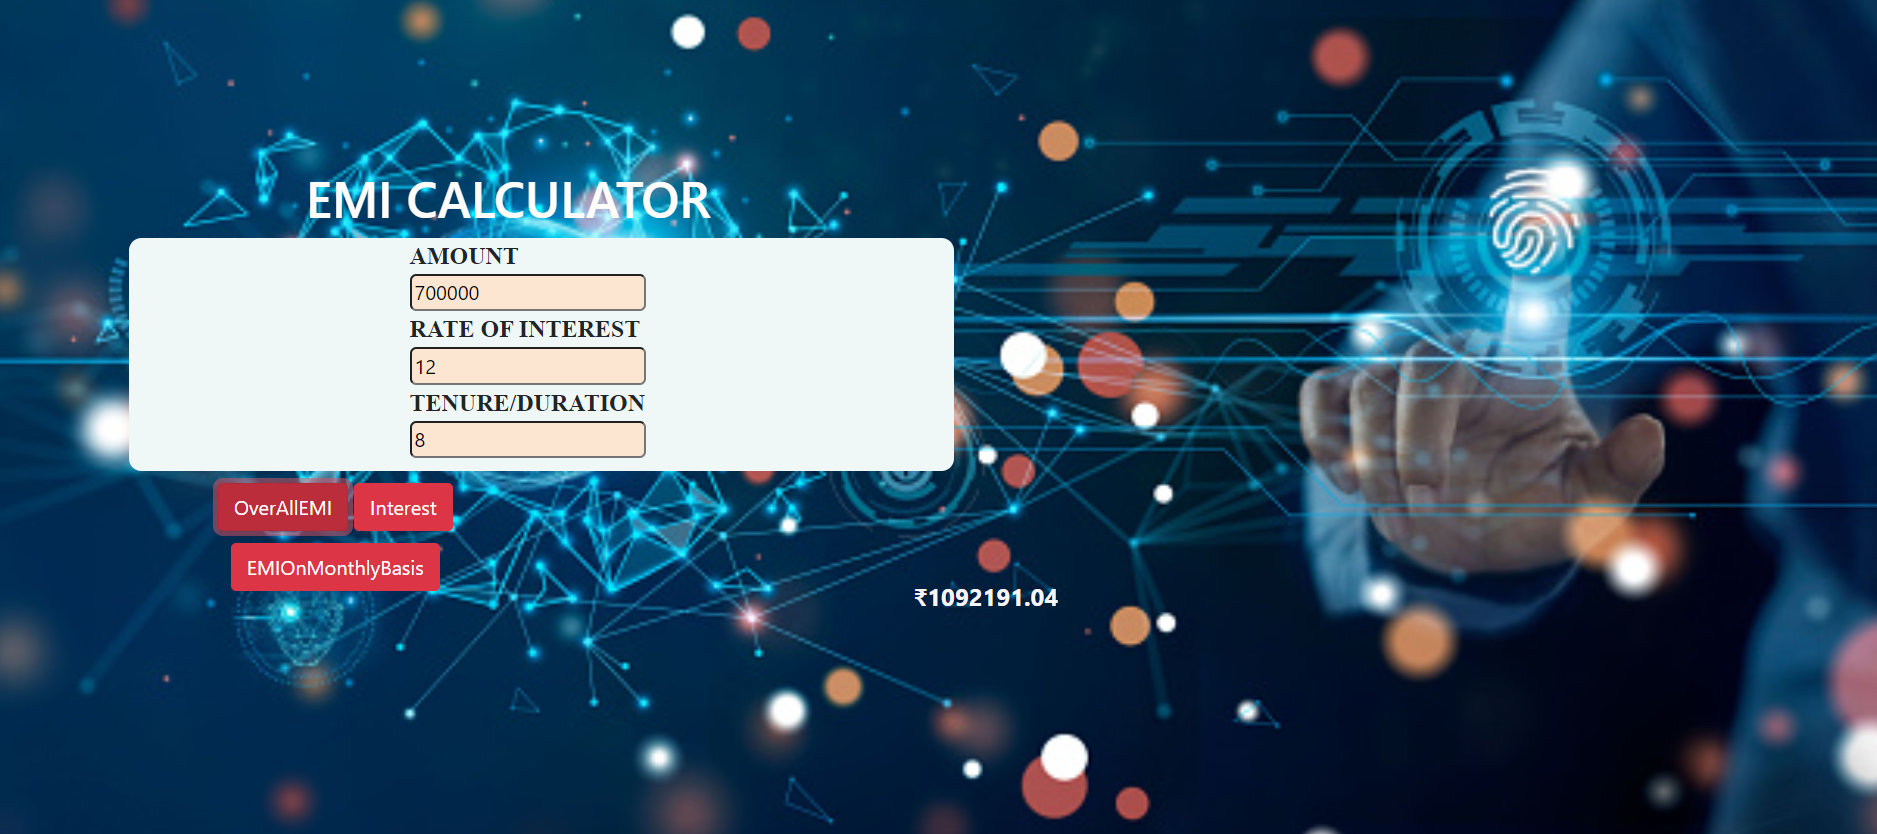 EMI CALCULATOR
AMOUNT
700000
RATE OF INTEREST
12
TENURE/DURATION
8
OverAllEMI Interest
EMIOnMonthlyBasis
₹1092191.04